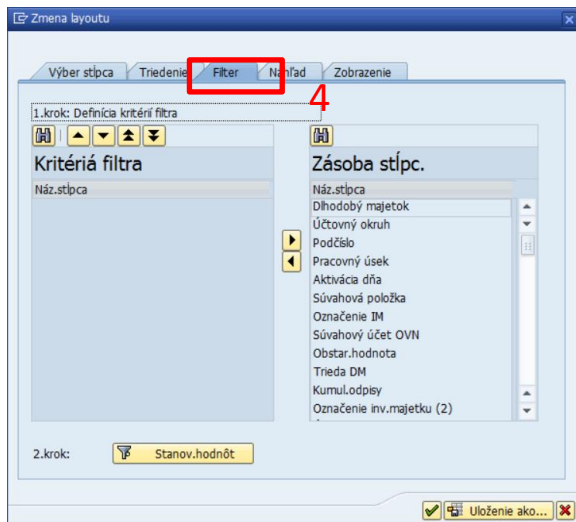 Zmena layoutu
Výber stĺpca Triedenie Filter Náhľad Zobrazenie
4
1.krok: Definícia kritérií filtra
Kritériá filtra Zásoba stĺpc.
Náz.stĺpca Náz.stĺpca
Dlhodobý majetok
Účtovný okruh
Podčíslo
Pracovný úsek
Aktivácia dňa
Súvahová položka
Označenie IM
Súvahový účet OVN
Obstar.hodnota
Trieda DM
Kumul.odpisy
Označenie inv.majetku (2)
2.krok: Stanov.hodnôt
Uloženie ako...